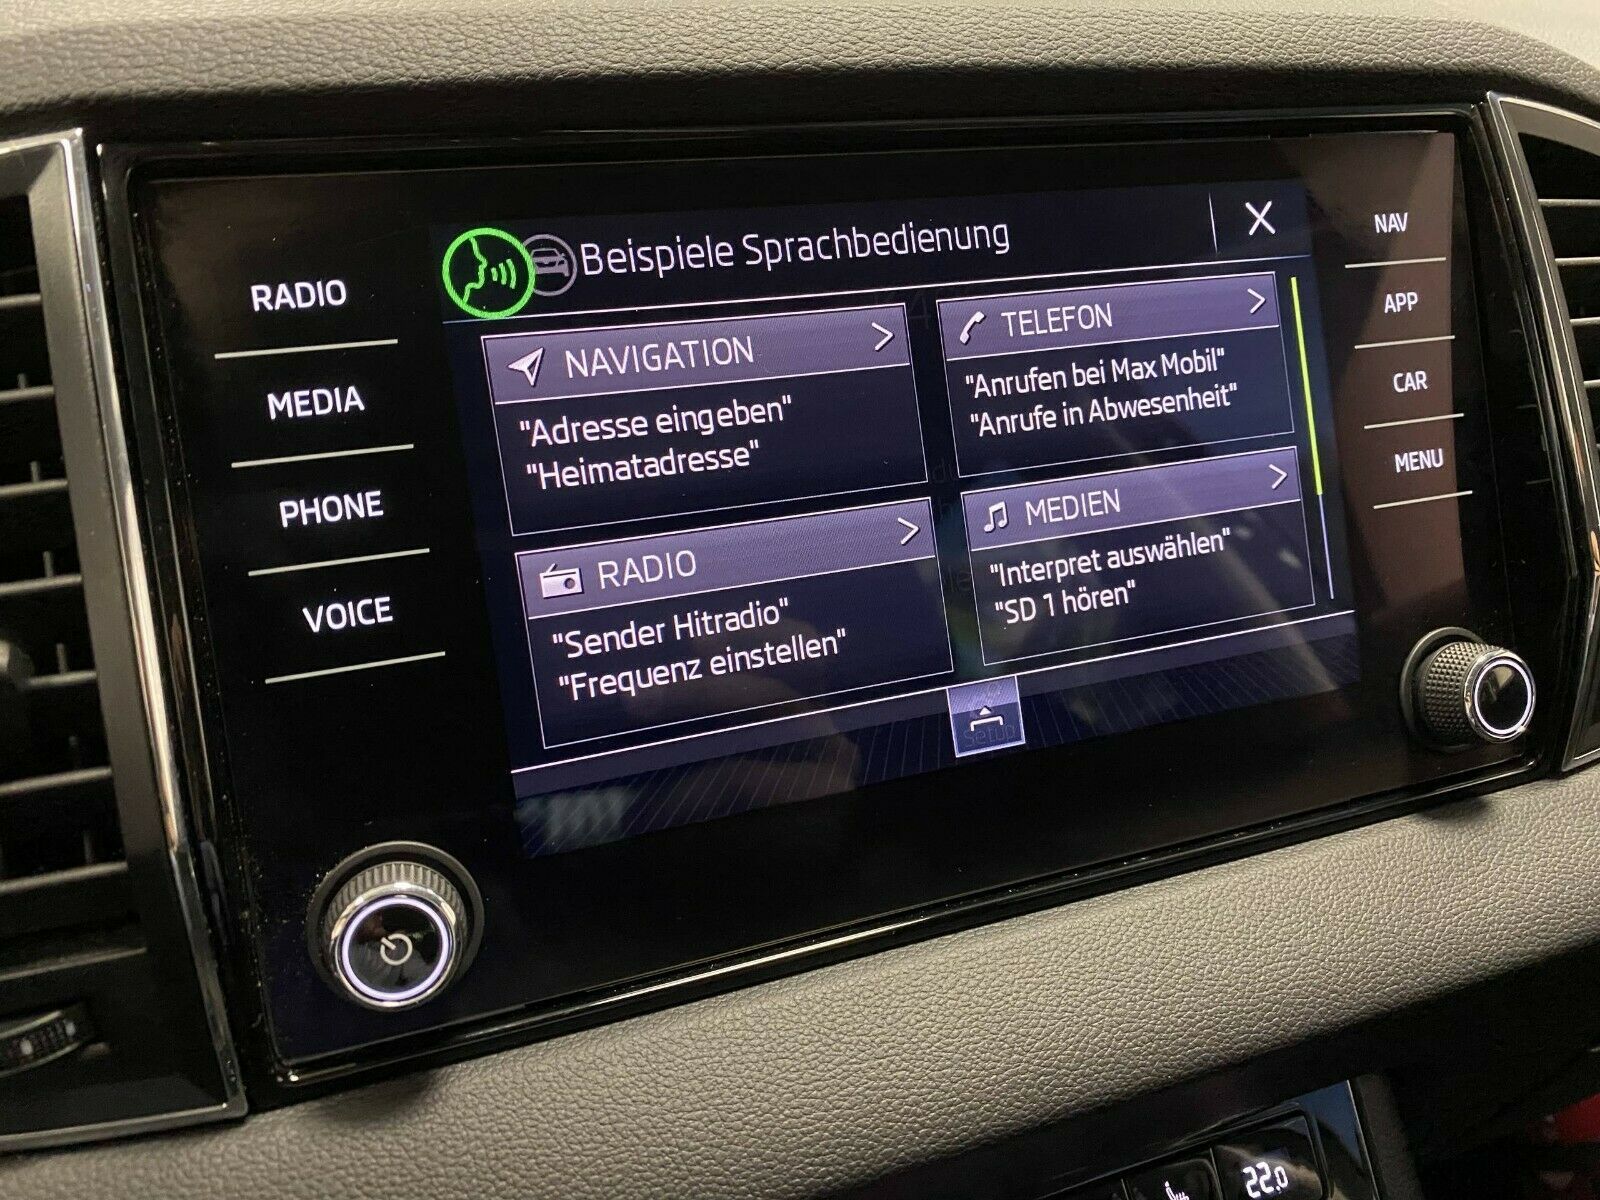 RADIO
MEDIA
PHONE
VOICE
Beispiele Sprachbedienung
X
NAVIGATION
"Adresse eingeben"
"Heimatadresse"
TELEFON
"Anrufen bei Max Mobil"
"Anrufe in Abwesenheit"
RADIO
"Sender Hitradio"
"Frequenz einstellen"
MEDIEN
"Interpret auswählen"
"SD 1 hören"
Setup
NAV
APP
CAR
MENU
22.0